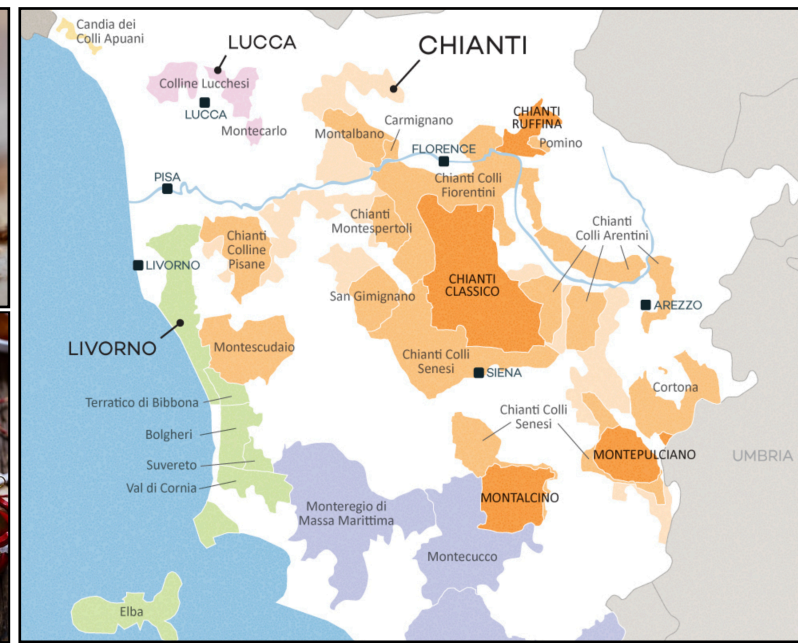 Candia dei
Colli Apuani
LUCCA
CHIANTI
Colline Lucchesi
LUCCA
Montecarlo
Montalbano
Carmignano
CHIANTI
RUFFINA
FLORENCE
Pomino
PISA
Chianti Colli
Fiorentini
Chianti
Montespertoli
Chianti
Colli Arentini
Chianti
Colline
Pisane
LIVORNO
CHIANTI
CLASSICO
San Gimignano
AREZZO
LIVORNO
Montescudaio
Chianti Colli
Senesi
SIENA
Cortona
Terratico di Bibbona
Chianti Colli
Senesi
Bolgheri
MONTEPULCIANO
UMBRIA
Suvereto
Val di Cornia
MONTALCINO
Monteregio di
Massa Marittima
Montecucco
Elba